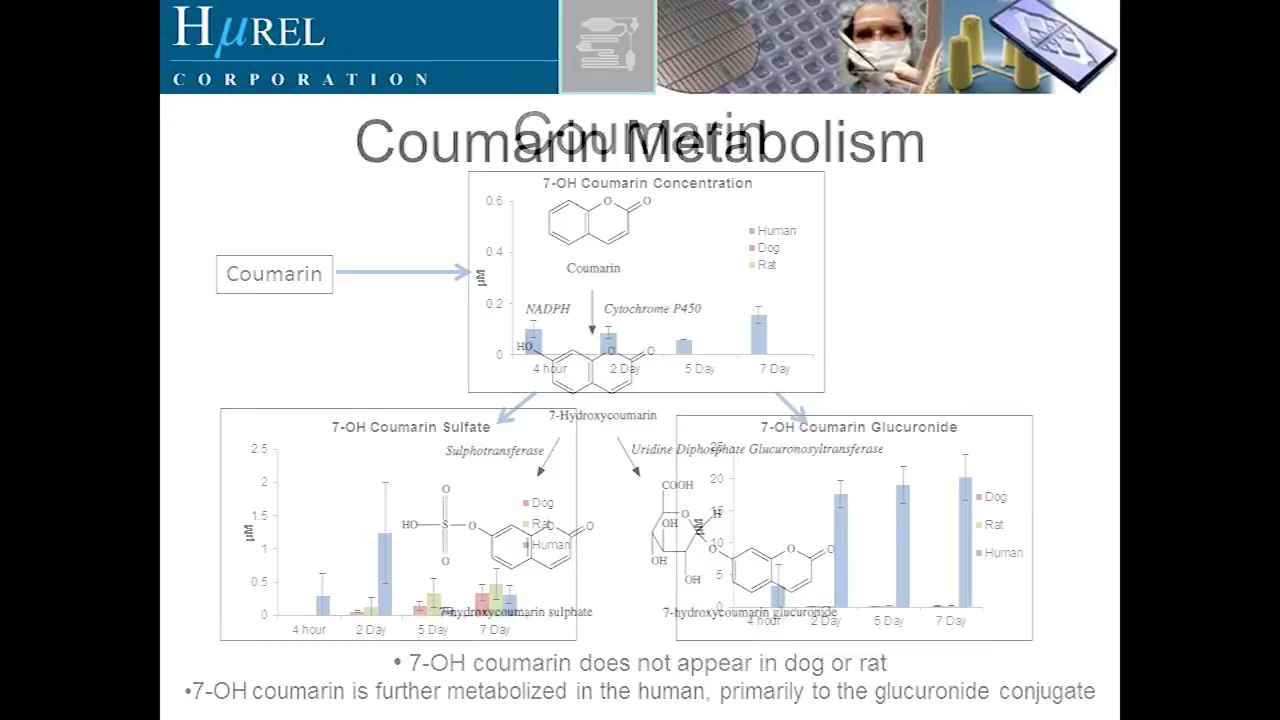 HμREL
CORPORATION
Coumarin
Coumarin Metabolism
7-OH Coumarin Concentration
0.6
0.4
0.2
0
μM
Human
Dog
Rat
4 hour
2 Day
5 Day
7 Day
Coumarin
O
O
Coumarin
NADPH
Cytochrome P450
HO
O
O
7-Hydroxycoumarin
Sulphotransferase
Uridine Diphosphate Glucuronosyltransferase
7-OH Coumarin Sulfate
2.5
2
1.5
1
0.5
0
μM
Dog
Rat
Human
4 hour
2 Day
5 Day
7 Day
O
HO
S
O
O
O
O
7-hydroxycoumarin sulphate
7-OH Coumarin Glucuronide
25
20
15
10
5
0
μM
Dog
Rat
Human
4 hour
2 Day
5 Day
7 Day
COOH
O
H
OH
OH
OH
O
O
O
7-hydroxycoumarin glucuronide
• 7-OH coumarin does not appear in dog or rat
•7-OH coumarin is further metabolized in the human, primarily to the glucuronide conjugate